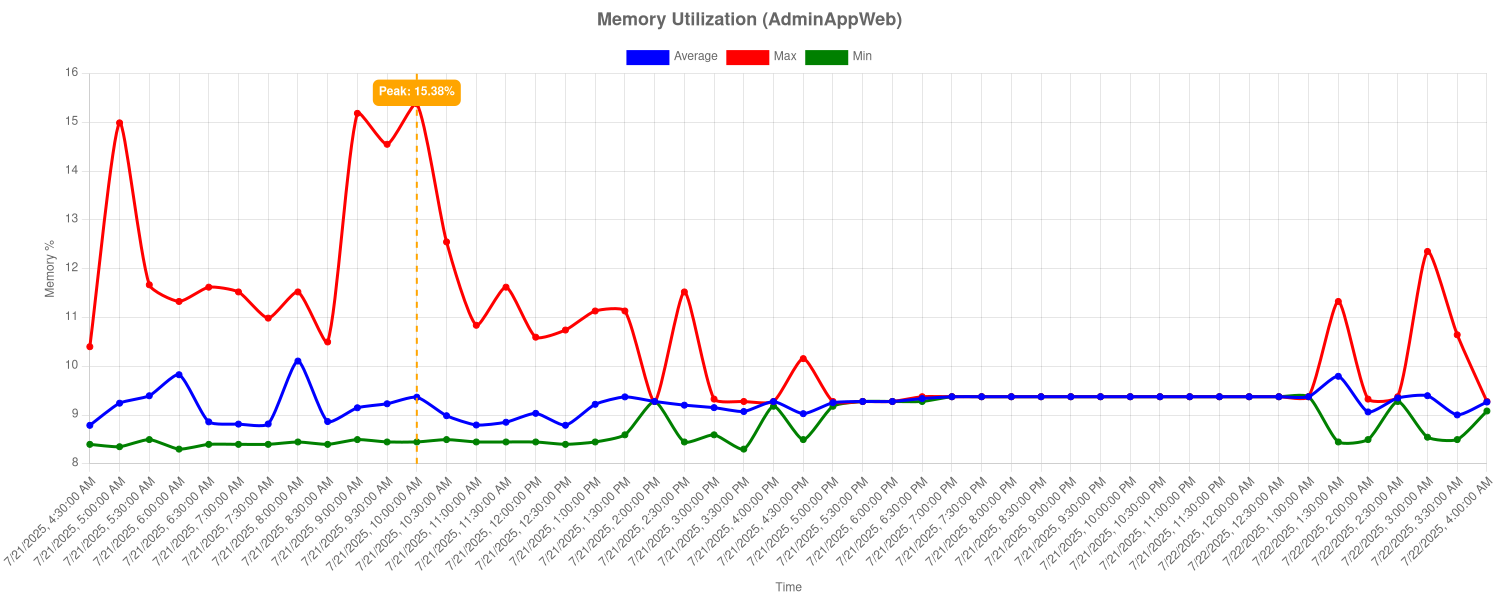 Memory Utilization (AdminAppWeb)
Average Max Min
Peak: 15.38%
16
15
14
13
12
11
10
9
8
Memory %
7/21/2025, 4:30:00 AM
7/21/2025, 5:00:00 AM
7/21/2025, 5:30:00 AM
7/21/2025, 6:00:00 AM
7/21/2025, 6:30:00 AM
7/21/2025, 7:00:00 AM
7/21/2025, 7:30:00 AM
7/21/2025, 8:00:00 AM
7/21/2025, 8:30:00 AM
7/21/2025, 9:00:00 AM
7/21/2025, 9:30:00 AM
7/21/2025, 10:00:00 AM
7/21/2025, 10:30:00 AM
7/21/2025, 11:00:00 AM
7/21/2025, 11:30:00 AM
7/21/2025, 12:00:00 PM
7/21/2025, 12:30:00 PM
7/21/2025, 1:00:00 PM
7/21/2025, 1:30:00 PM
7/21/2025, 2:00:00 PM
7/21/2025, 2:30:00 PM
7/21/2025, 3:00:00 PM
7/21/2025, 3:30:00 PM
7/21/2025, 4:00:00 PM
7/21/2025, 4:30:00 PM
7/21/2025, 5:00:00 PM
7/21/2025, 5:30:00 PM
7/21/2025, 6:00:00 PM
7/21/2025, 6:30:00 PM
7/21/2025, 7:00:00 PM
7/21/2025, 7:30:00 PM
7/21/2025, 8:00:00 PM
7/21/2025, 8:30:00 PM
7/21/2025, 9:00:00 PM
7/21/2025, 9:30:00 PM
7/21/2025, 10:00:00 PM
7/21/2025, 10:30:00 PM
7/21/2025, 11:00:00 PM
7/21/2025, 11:30:00 PM
7/22/2025, 12:00:00 AM
7/22/2025, 12:30:00 AM
7/22/2025, 1:00:00 AM
7/22/2025, 1:30:00 AM
7/22/2025, 2:00:00 AM
7/22/2025, 2:30:00 AM
7/22/2025, 3:00:00 AM
7/22/2025, 3:30:00 AM
7/22/2025, 4:00:00 AM
Time